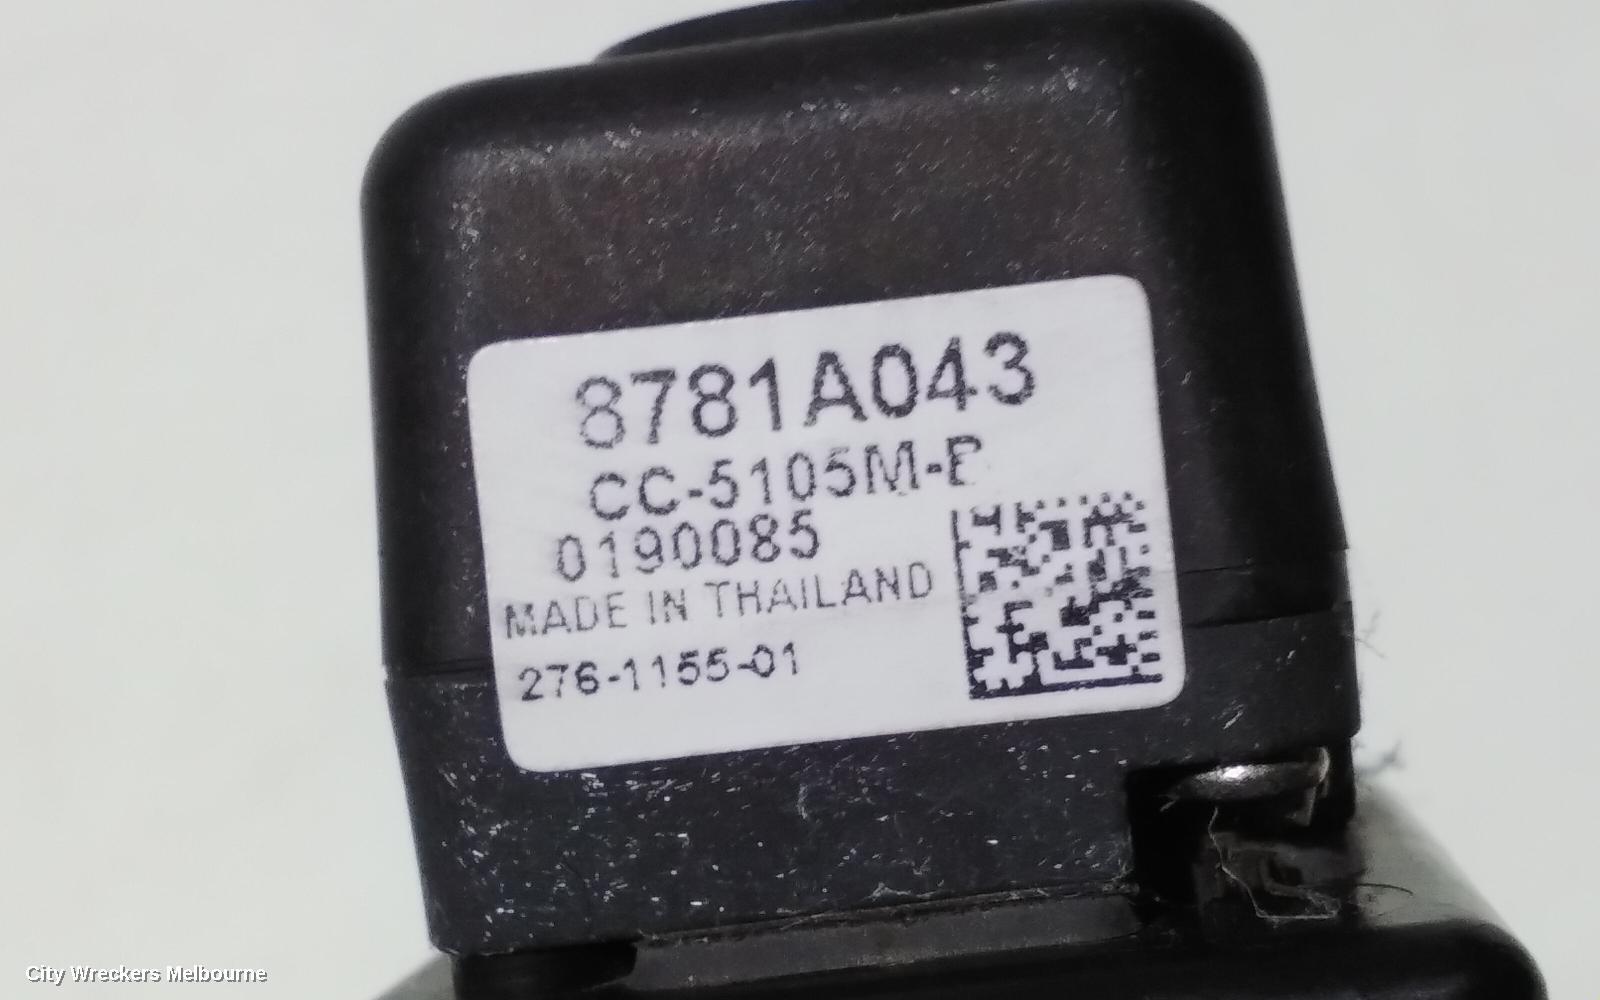 8781A043
CC-5105M-B
0190085
MADE IN THAILAND
276-1155-01
City Wreckers Melbourne